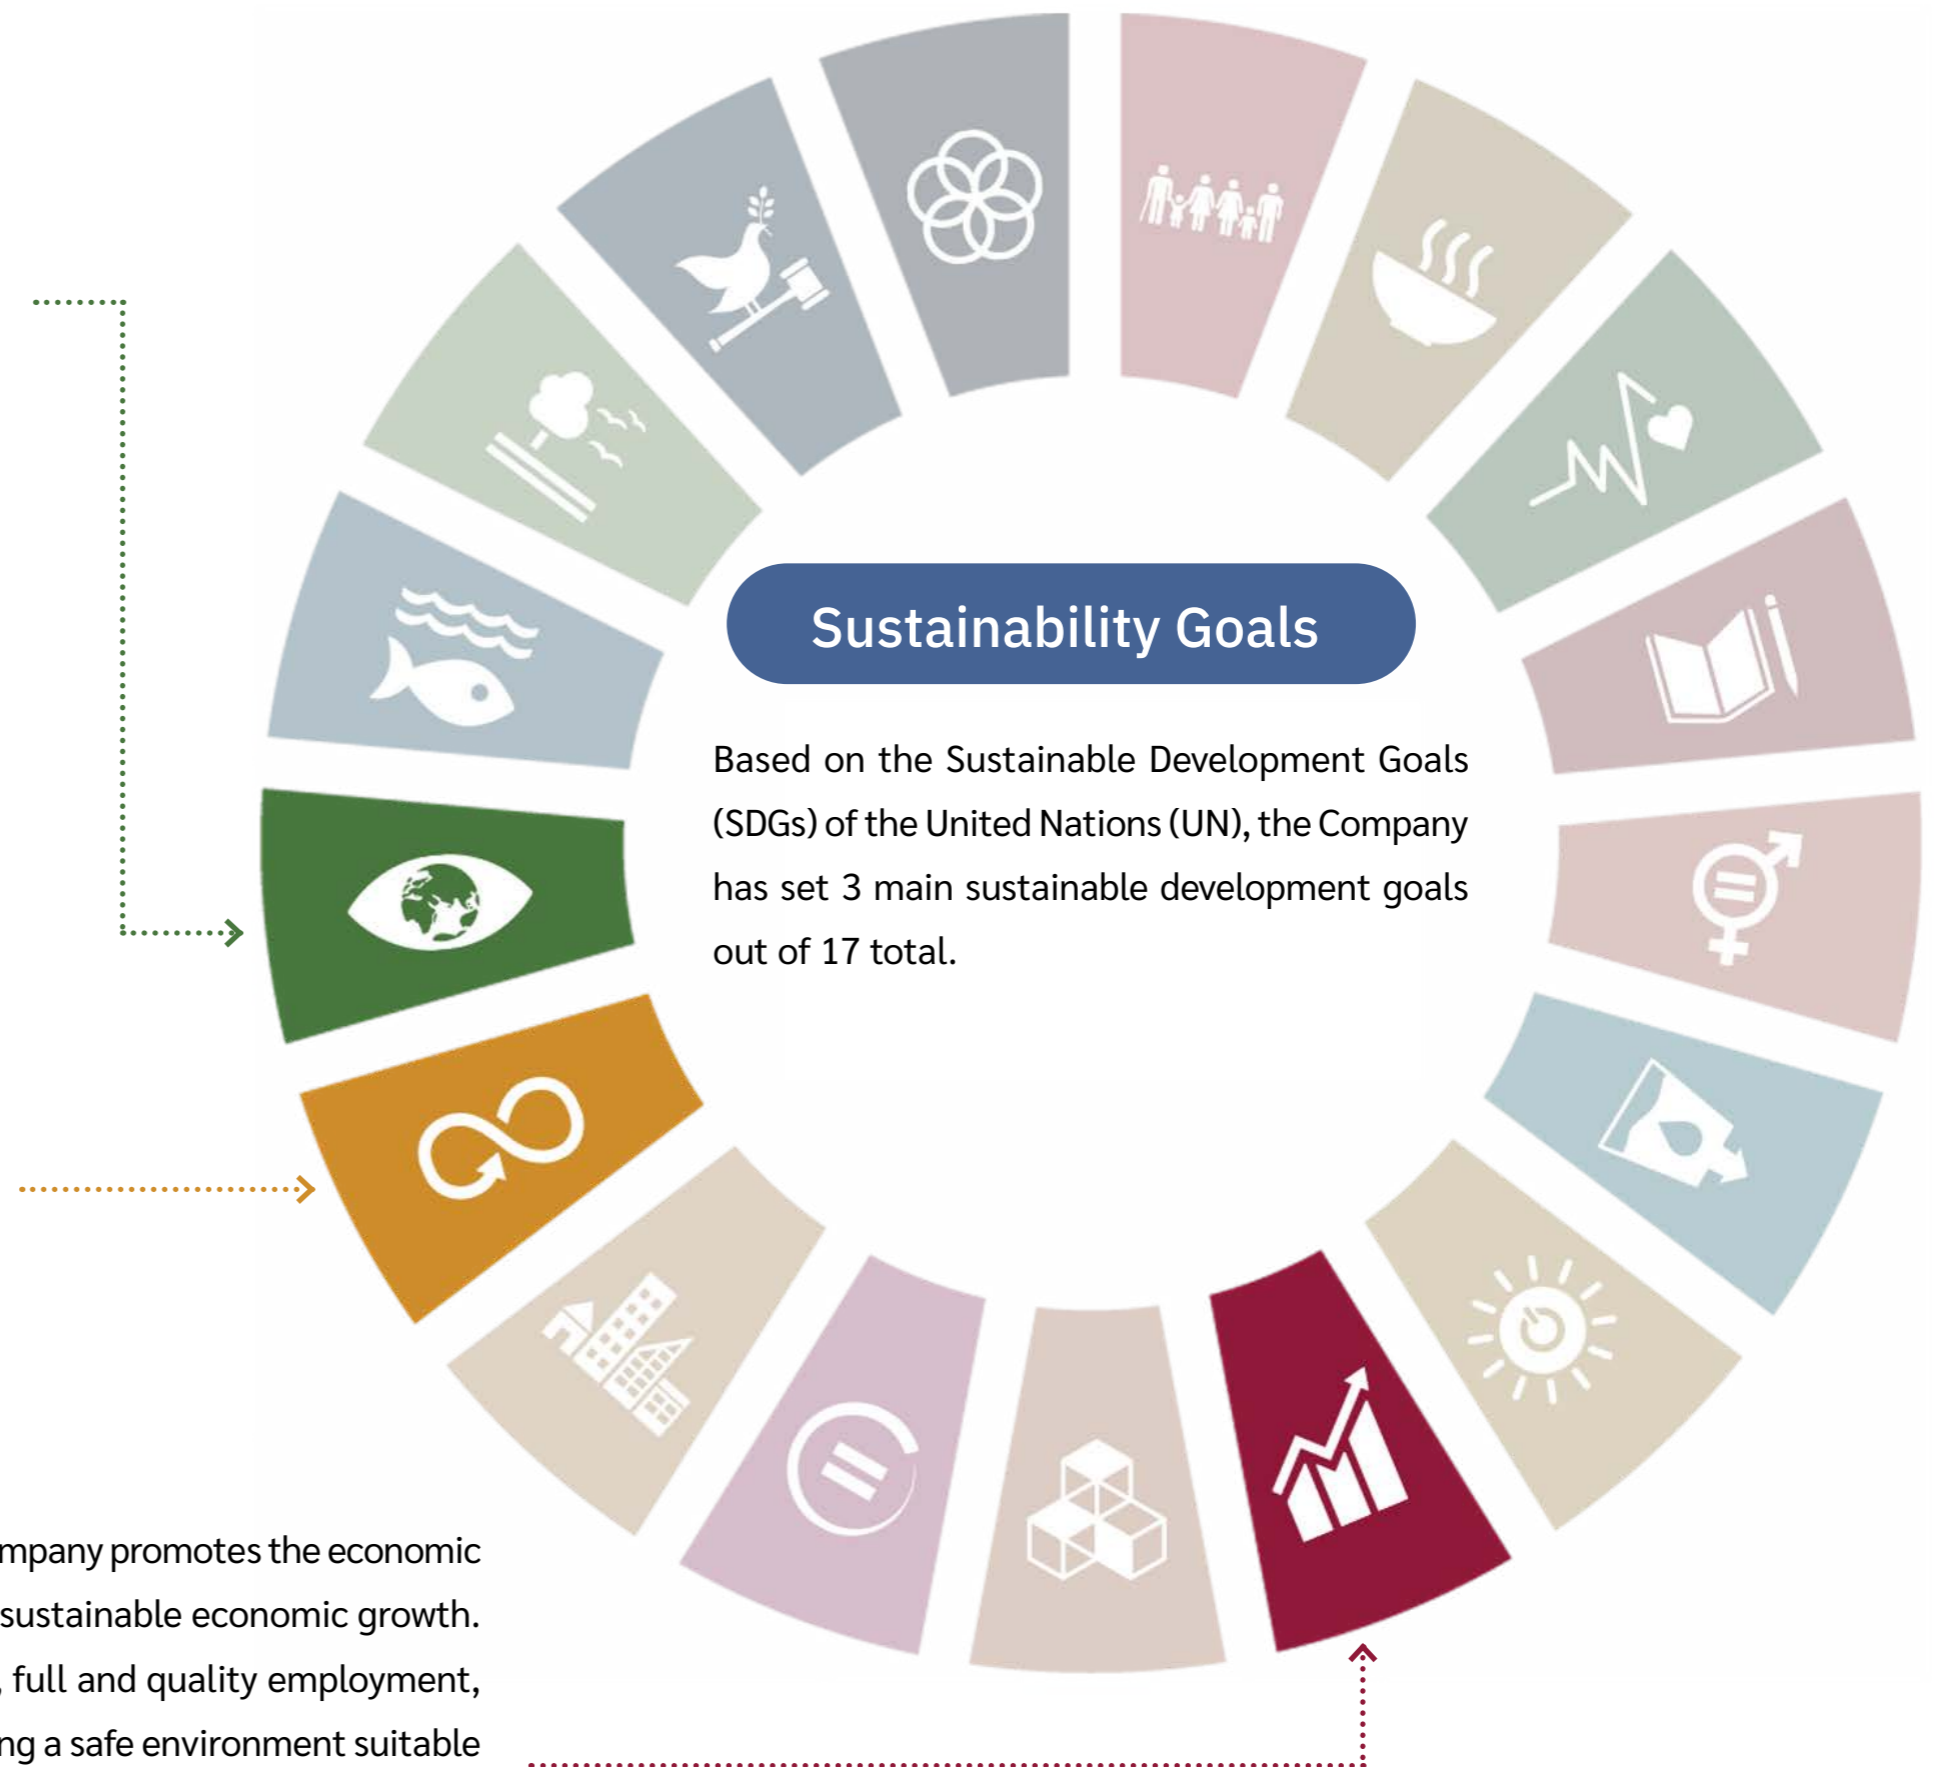 Sustainability Goals
Based on the Sustainable Development Goals
(SDGs) of the United Nations (UN), the Company
has set 3 main sustainable development goals
out of 17 total.
mpany promotes the economic
sustainable economic growth.
, full and quality employment,
ng a safe environment suitable